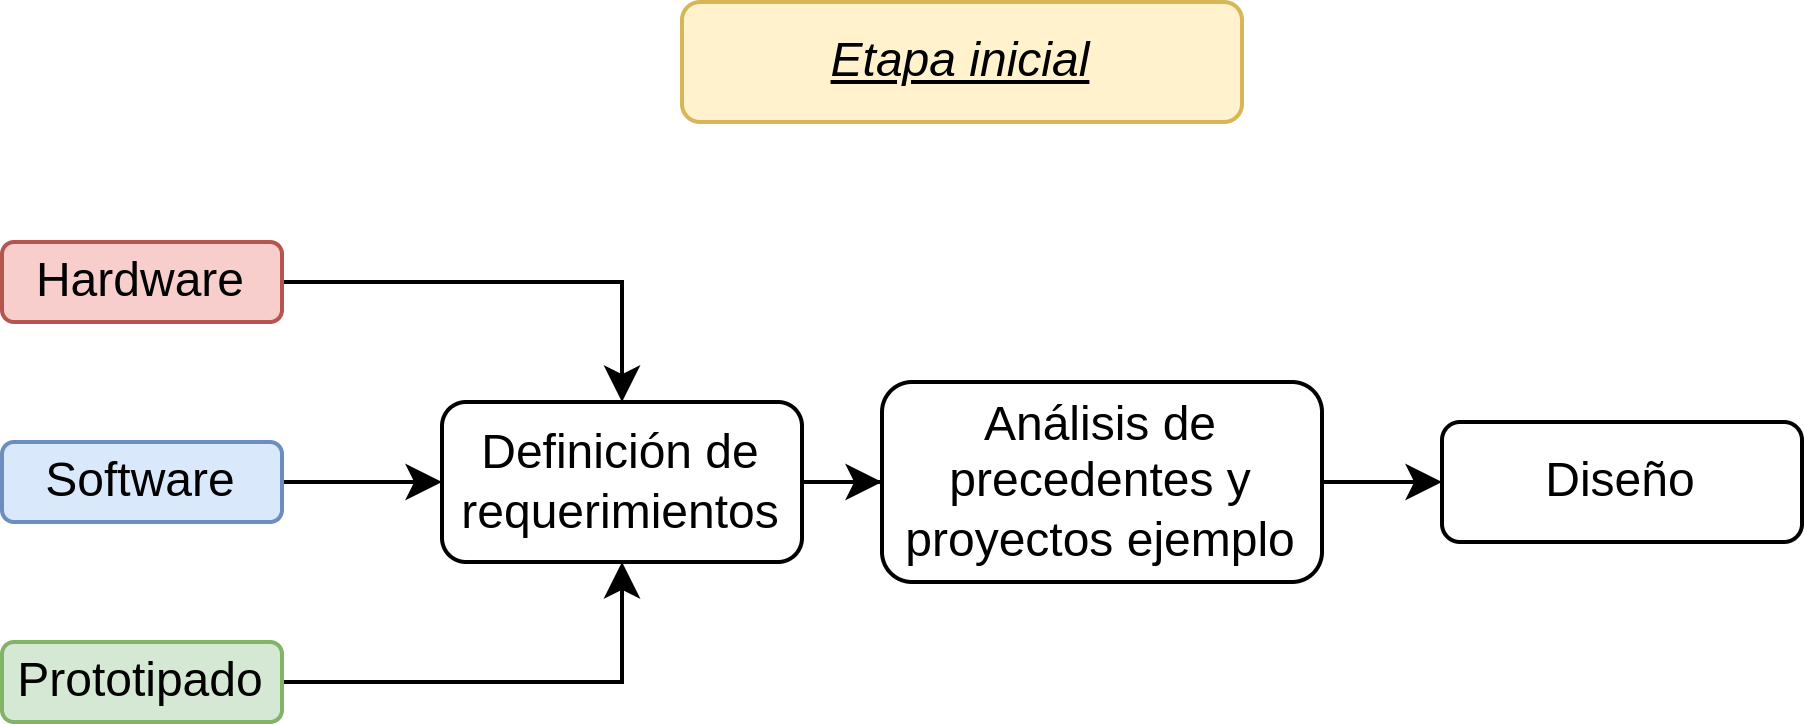 Etapa inicial
Hardware
Software
Prototipado
Definición de
requerimientos
Análisis de
precedentes y
proyectos ejemplo
Diseño